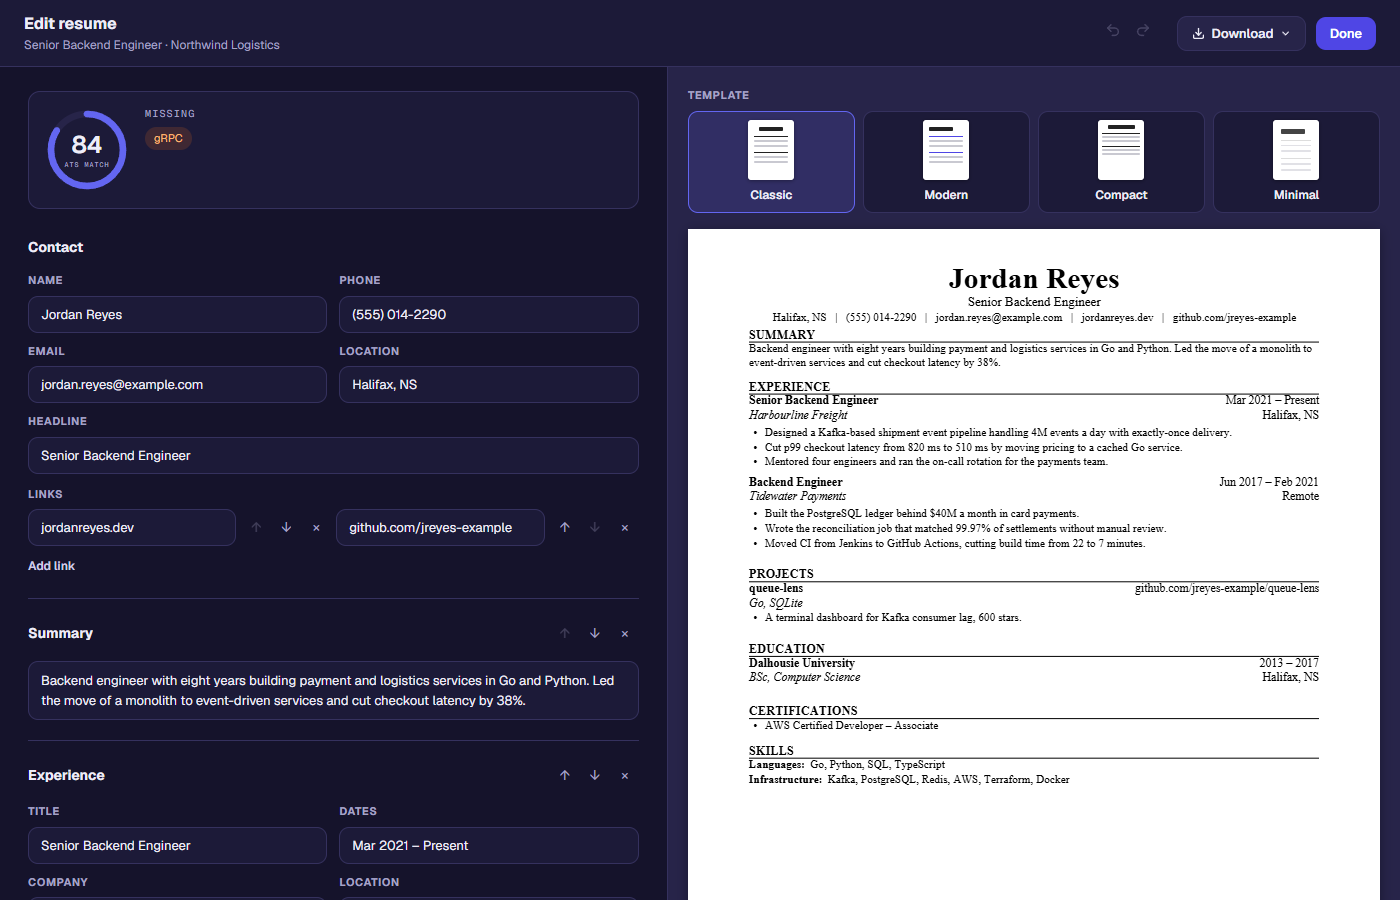 Edit resume
Senior Backend Engineer · Northwind Logistics
Download
Done
84
ATS MATCH
MISSING
gRPC
Contact
NAME
PHONE
Jordan Reyes
(555) 014-2290
EMAIL
LOCATION
jordan.reyes@example.com
Halifax, NS
HEADLINE
Senior Backend Engineer
LINKS
jordanreyes.dev
github.com/jreyes-example
Add link
Summary
Backend engineer with eight years building payment and logistics services in Go and Python. Led
the move of a monolith to event-driven services and cut checkout latency by 38%.
Experience
TITLE
DATES
Senior Backend Engineer
Mar 2021 – Present
COMPANY
LOCATION
TEMPLATE
Classic
Modern
Compact
Minimal
Jordan Reyes
Senior Backend Engineer
Halifax, NS | (555) 014-2290 | jordan.reyes@example.com | jordanreyes.dev | github.com/jreyes-example
SUMMARY
Backend engineer with eight years building payment and logistics services in Go and Python. Led the move of a monolith to
event-driven services and cut checkout latency by 38%.
EXPERIENCE
Senior Backend Engineer Mar 2021 – Present
Harbourline Freight Halifax, NS
• Designed a Kafka-based shipment event pipeline handling 4M events a day with exactly-once delivery.
• Cut p99 checkout latency from 820 ms to 510 ms by moving pricing to a cached Go service.
• Mentored four engineers and ran the on-call rotation for the payments team.
Backend Engineer Jun 2017 – Feb 2021
Tidewater Payments Remote
• Built the PostgreSQL ledger behind $40M a month in card payments.
• Wrote the reconciliation job that matched 99.97% of settlements without manual review.
• Moved CI from Jenkins to GitHub Actions, cutting build time from 22 to 7 minutes.
PROJECTS
queue-lens github.com/jreyes-example/queue-lens
Go, SQLite
• A terminal dashboard for Kafka consumer lag, 600 stars.
EDUCATION
Dalhousie University 2013 – 2017
BSc, Computer Science Halifax, NS
CERTIFICATIONS
• AWS Certified Developer – Associate
SKILLS
Languages: Go, Python, SQL, TypeScript
Infrastructure: Kafka, PostgreSQL, Redis, AWS, Terraform, Docker